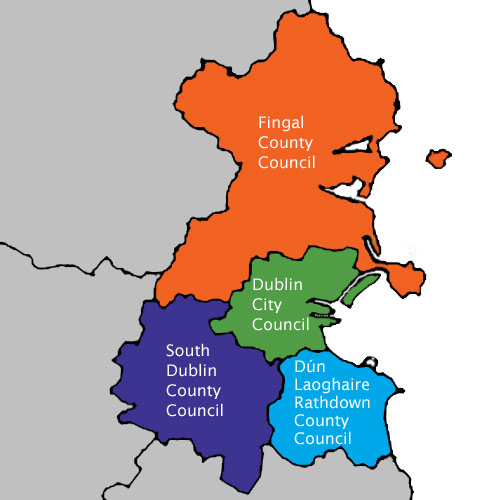 Fingal
County
Council
Dublin
City
Council
South
Dublin
County
Council
Dún
Laoghaire
Rathdown
County
Council